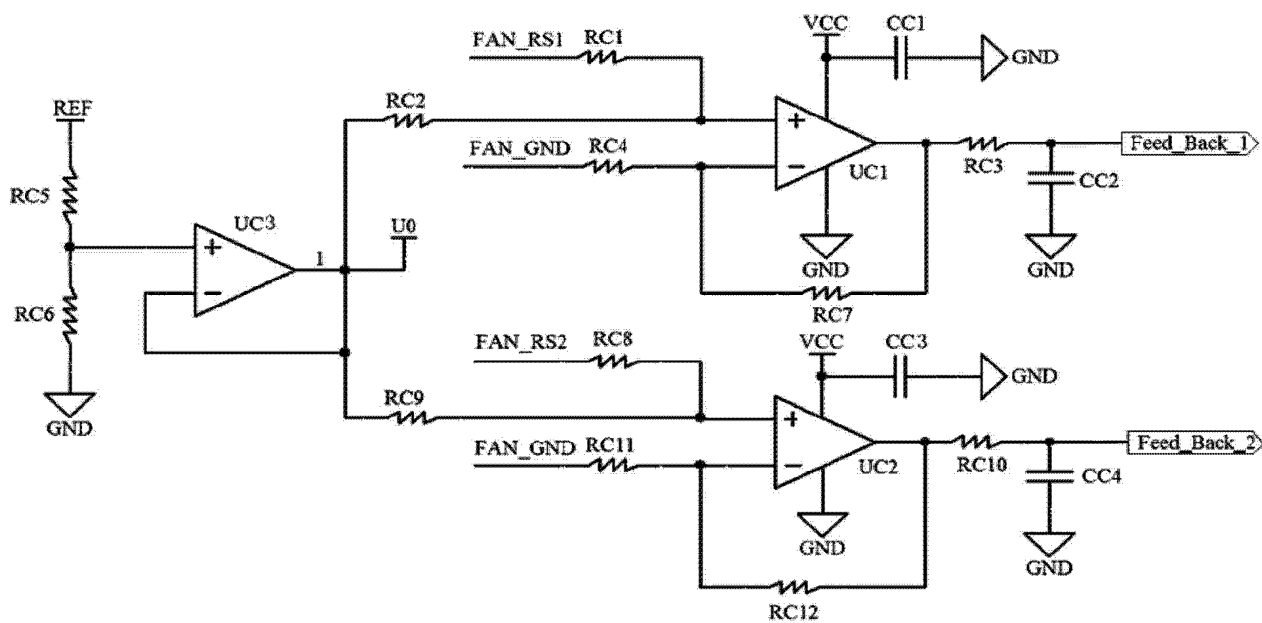 FAN_RS1
RC1
VCC
CC1
GND
REF
RC2
FAN_GND
RC4
UC1
RC3
Feed_Back_1
CC2
RC5
UC3
U0
1
GND
GND
RC6
RC7
GND
FAN_RS2
RC8
VCC
CC3
GND
RC9
FAN_GND
RC11
UC2
RC10
Feed_Back_2
CC4
GND
GND
RC12